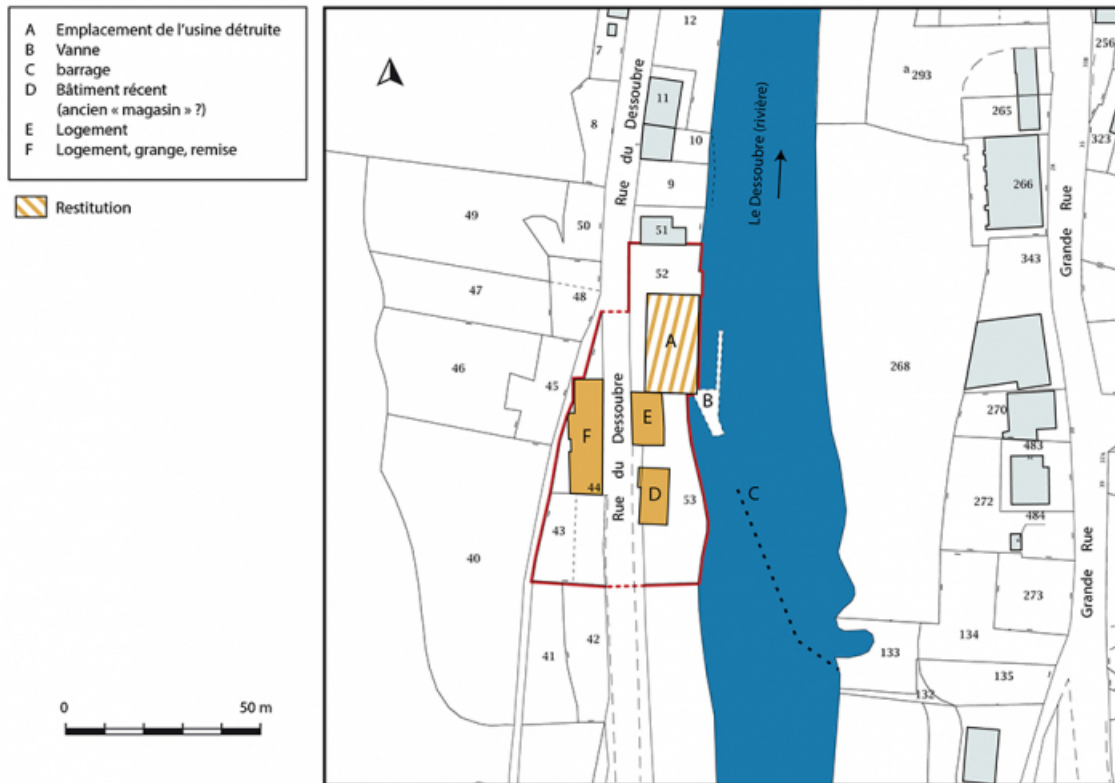 A Emplacement de l'usine détruite
B Vanne
C barrage
D Bâtiment récent
(ancien « magasin » ?)
E Logement
F Logement, grange, remise
Restitution
0 50 m
12
7
11
8
10
9
49
50
51
52
47
48
46
45
A
B
E
F
44
D
53
C
43
40
42
41
Rue du Dessoubre
Rue du Dessoubre
Le Dessoubre (rivière)
a 293
256
265
323
266
343
268
270
483
272
484
273
134
133
135
132
Grande Rue
Grande Rue